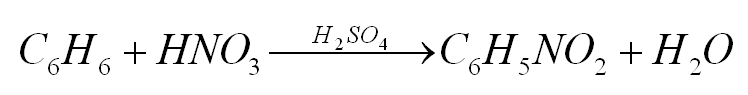 C₆H₆ + HNO₃ —H₂SO₄→ C₆H₅NO₂ + H₂O